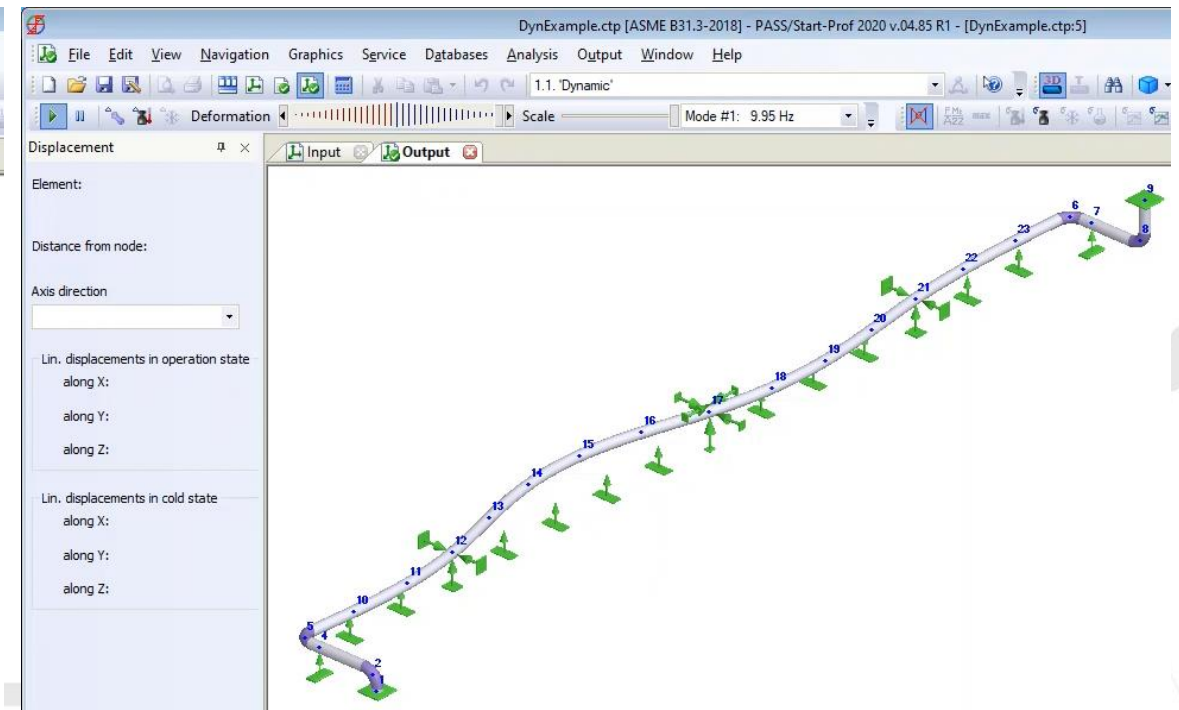 DynExample.ctp [ASME B31.3-2018] - PASS/Start-Prof 2020 v.04.85 R1 - [DynExample.ctp:5]
File Edit View Navigation Graphics Service Databases Analysis Output Window Help
1.1. 'Dynamic'
3D
Deformation Scale Mode #1: 9.95 Hz
Displacement
Input Output
Element:
Distance from node:
Axis direction
Lin. displacements in operation state
along X:
along Y:
along Z:
Lin. displacements in cold state
along X:
along Y:
along Z:
9
6
7
8
23
22
21
20
19
18
17
16
15
14
13
12
11
10
5
4
2
1